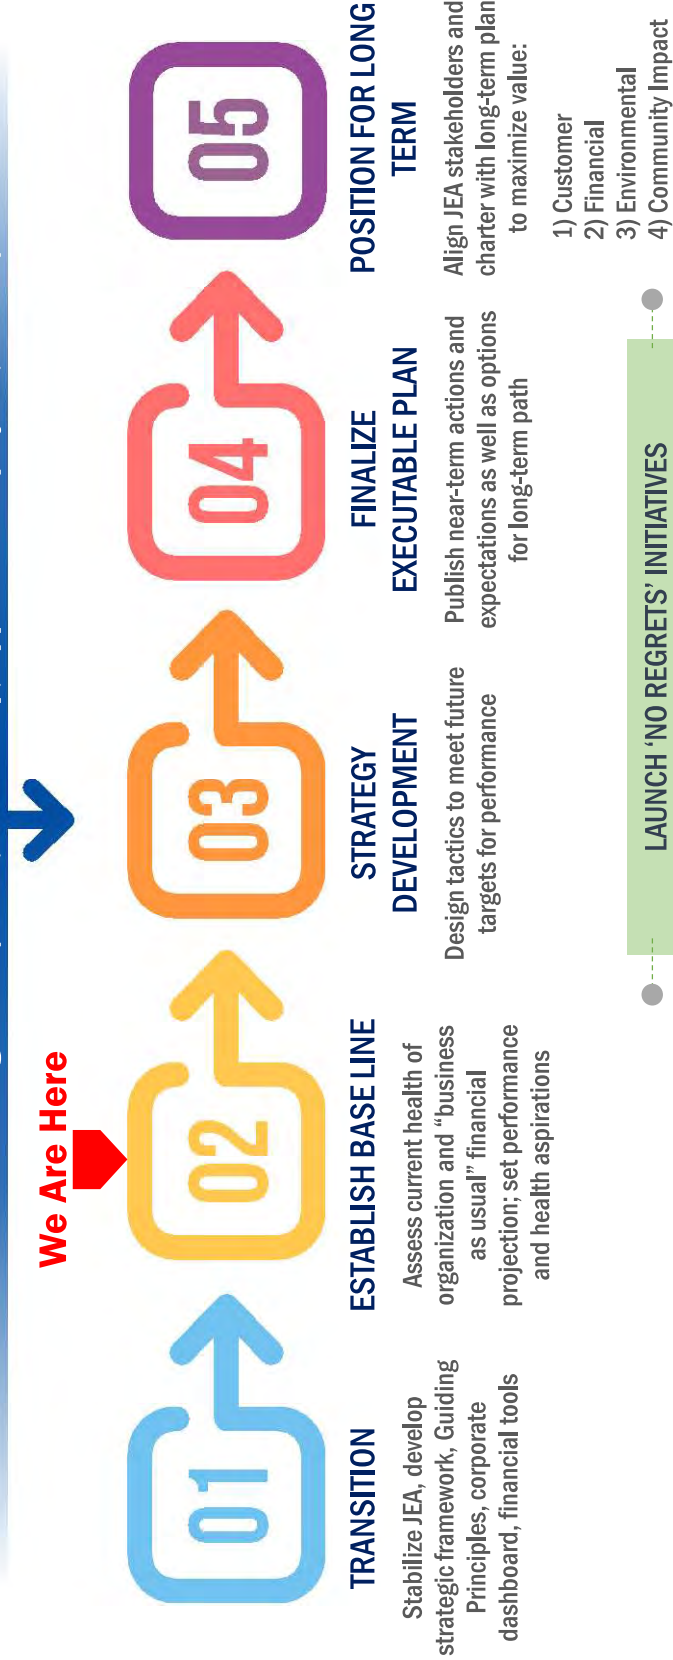 We Are Here
01
TRANSITION
Stabilize JEA, develop
strategic framework, Guiding
Principles, corporate
dashboard, financial tools
02
ESTABLISH BASE LINE
Assess current health of
organization and “business
as usual” financial
projection; set performance
and health aspirations
03
STRATEGY
DEVELOPMENT
Design tactics to meet future
targets for performance
04
FINALIZE
EXECUTABLE PLAN
Publish near-term actions and
expectations as well as options
for long-term path
05
POSITION FOR LONG
TERM
Align JEA stakeholders and
charter with long-term plan
to maximize value:
1) Customer
2) Financial
3) Environmental
4) Community Impact
LAUNCH ‘NO REGRETS’ INITIATIVES